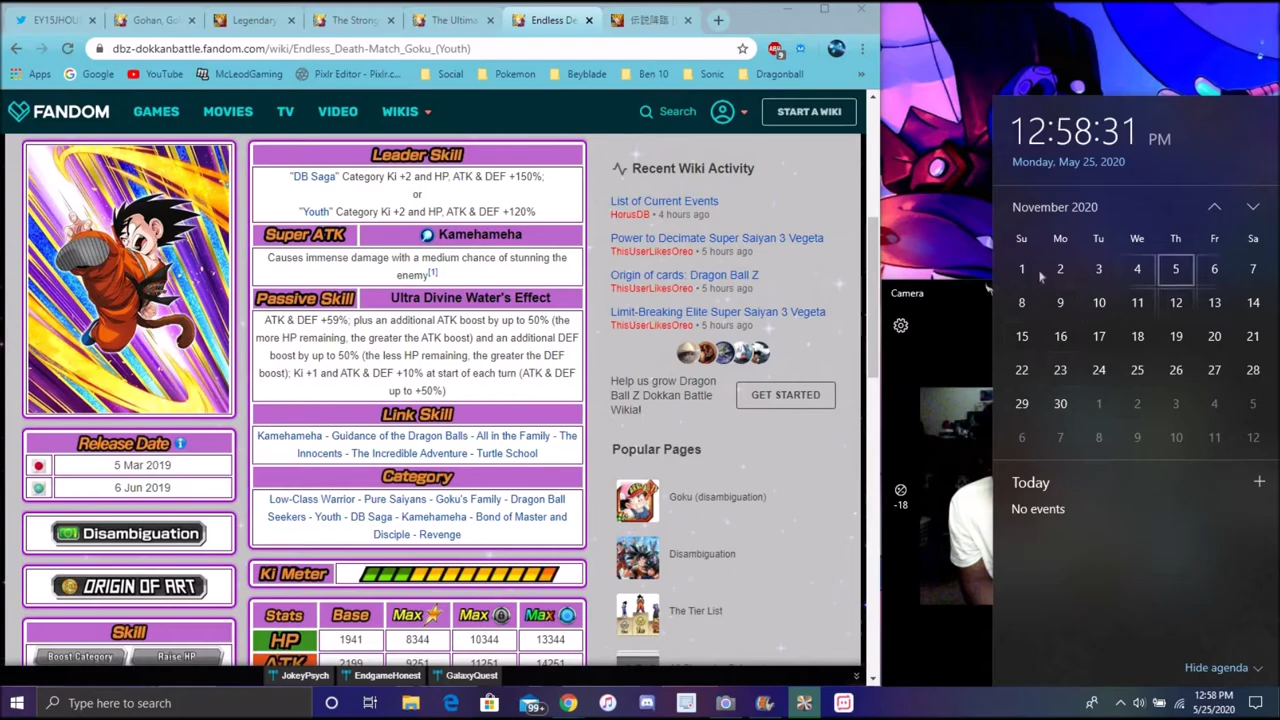 EY15JHOU
Gohan, Go
Legendary
The Strong
The Ultima
Endless De
伝説降臨
dbz-dokkanbattle.fandom.com/wiki/Endless_Death-Match_Goku_(Youth)
Apps
Google
YouTube
McLeodGaming
Pixlr Editor - Pixlr.c...
Social
Pokemon
Beyblade
Ben 10
Sonic
Dragonball
»
FANDOM
GAMES
MOVIES
TV
VIDEO
WIKIS
Search
START A WIKI
Leader Skill
"DB Saga" Category Ki +2 and HP, ATK & DEF +150%;
or
"Youth" Category Ki +2 and HP, ATK & DEF +120%
Super ATK
Kamehameha
Causes immense damage with a medium chance of stunning the
enemy[1]
Passive Skill
Ultra Divine Water's Effect
ATK & DEF +59%; plus an additional ATK boost by up to 50% (the
more HP remaining, the greater the ATK boost) and an additional DEF
boost by up to 50% (the less HP remaining, the greater the DEF
boost); Ki +1 and ATK & DEF +10% at start of each turn (ATK & DEF
up to +50%)
Link Skill
Kamehameha - Guidance of the Dragon Balls - All in the Family - The
Innocents - The Incredible Adventure - Turtle School
Category
Low-Class Warrior - Pure Saiyans - Goku's Family - Dragon Ball
Seekers - Youth - DB Saga - Kamehameha - Bond of Master and
Disciple - Revenge
Ki Meter
Stats Base Max Max Max
HP 1941 8344 10344 13344
ATK 2199 9251 11251 14251
Release Date
5 Mar 2019
6 Jun 2019
Disambiguation
ORIGIN OF ART
Skill
Boost Category
Raise HP
Recent Wiki Activity
List of Current Events
HorusDB • 4 hours ago
Power to Decimate Super Saiyan 3 Vegeta
ThisUserLikesOreo • 5 hours ago
Origin of cards: Dragon Ball Z
ThisUserLikesOreo • 5 hours ago
Limit-Breaking Elite Super Saiyan 3 Vegeta
ThisUserLikesOreo • 5 hours ago
Help us grow Dragon
Ball Z Dokkan Battle
Wikia!
GET STARTED
Popular Pages
Goku (disambiguation)
Disambiguation
The Tier List
JokeyPsych
EndgameHonest
GalaxyQuest
Camera
-18
12:58:31 PM
Monday, May 25, 2020
November 2020
Su Mo Tu We Th Fr Sa
1 2 3 4 5 6 7
8 9 10 11 12 13 14
15 16 17 18 19 20 21
22 23 24 25 26 27 28
29 30 1 2 3 4 5
6 7 8 9 10 11 12
Today
No events
Hide agenda
Type here to search
99+
12:58 PM
5/25/2020